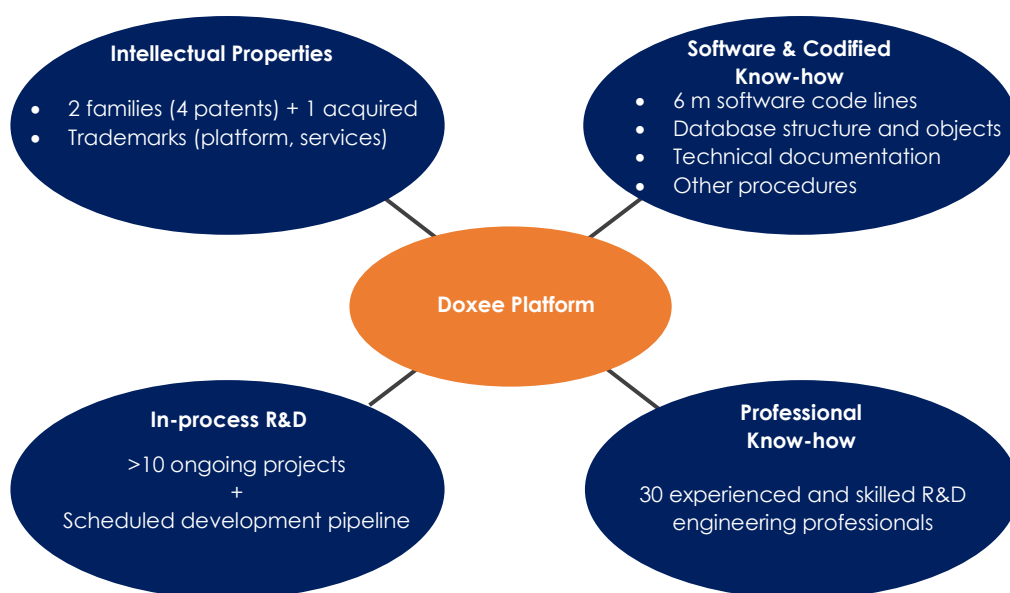 Intellectual Properties
• 2 families (4 patents) + 1 acquired
• Trademarks (platform, services)
Software & Codified
Know-how
• 6 m software code lines
• Database structure and objects
• Technical documentation
• Other procedures
Doxee Platform
In-process R&D
>10 ongoing projects
+
Scheduled development pipeline
Professional
Know-how
30 experienced and skilled R&D
engineering professionals